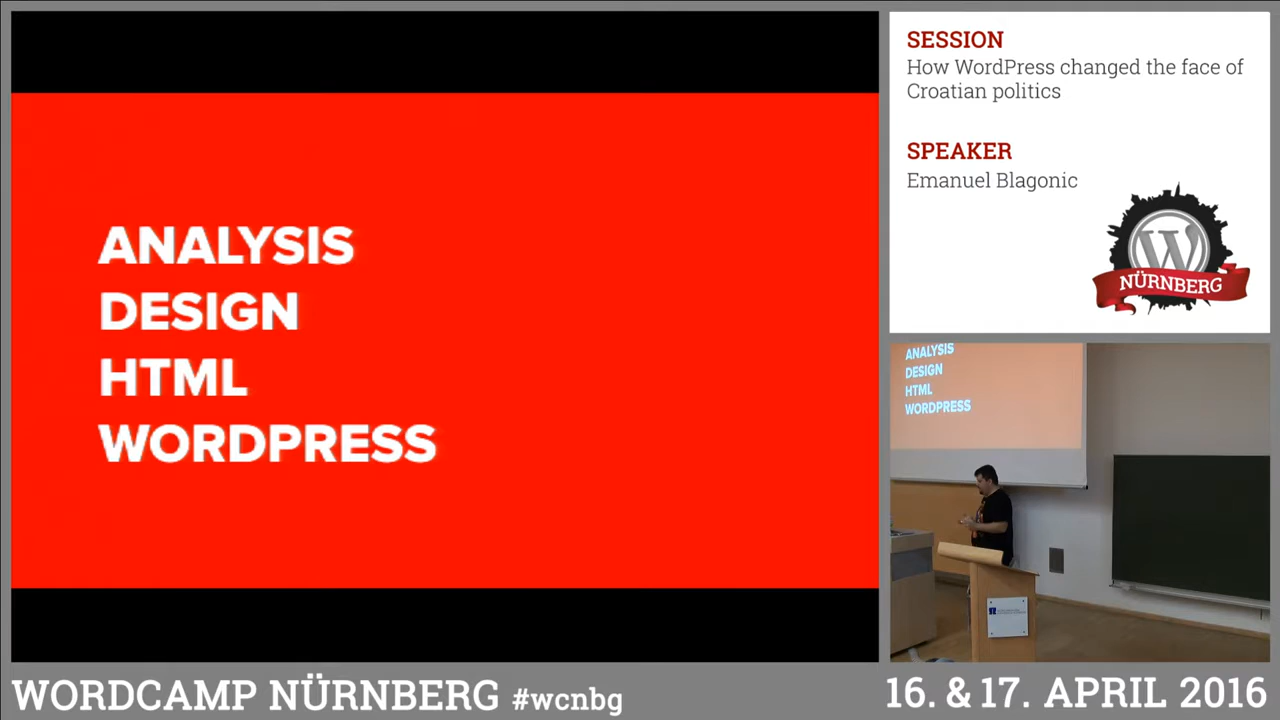 ANALYSIS
DESIGN
HTML
WORDPRESS
SESSION
How WordPress changed the face of
Croatian politics
SPEAKER
Emanuel Blagonic
NÜRNBERG
ANALYSIS
DESIGN
HTML
WORDPRESS
WORDCAMP NÜRNBERG #wcnbg
16. & 17. APRIL 2016